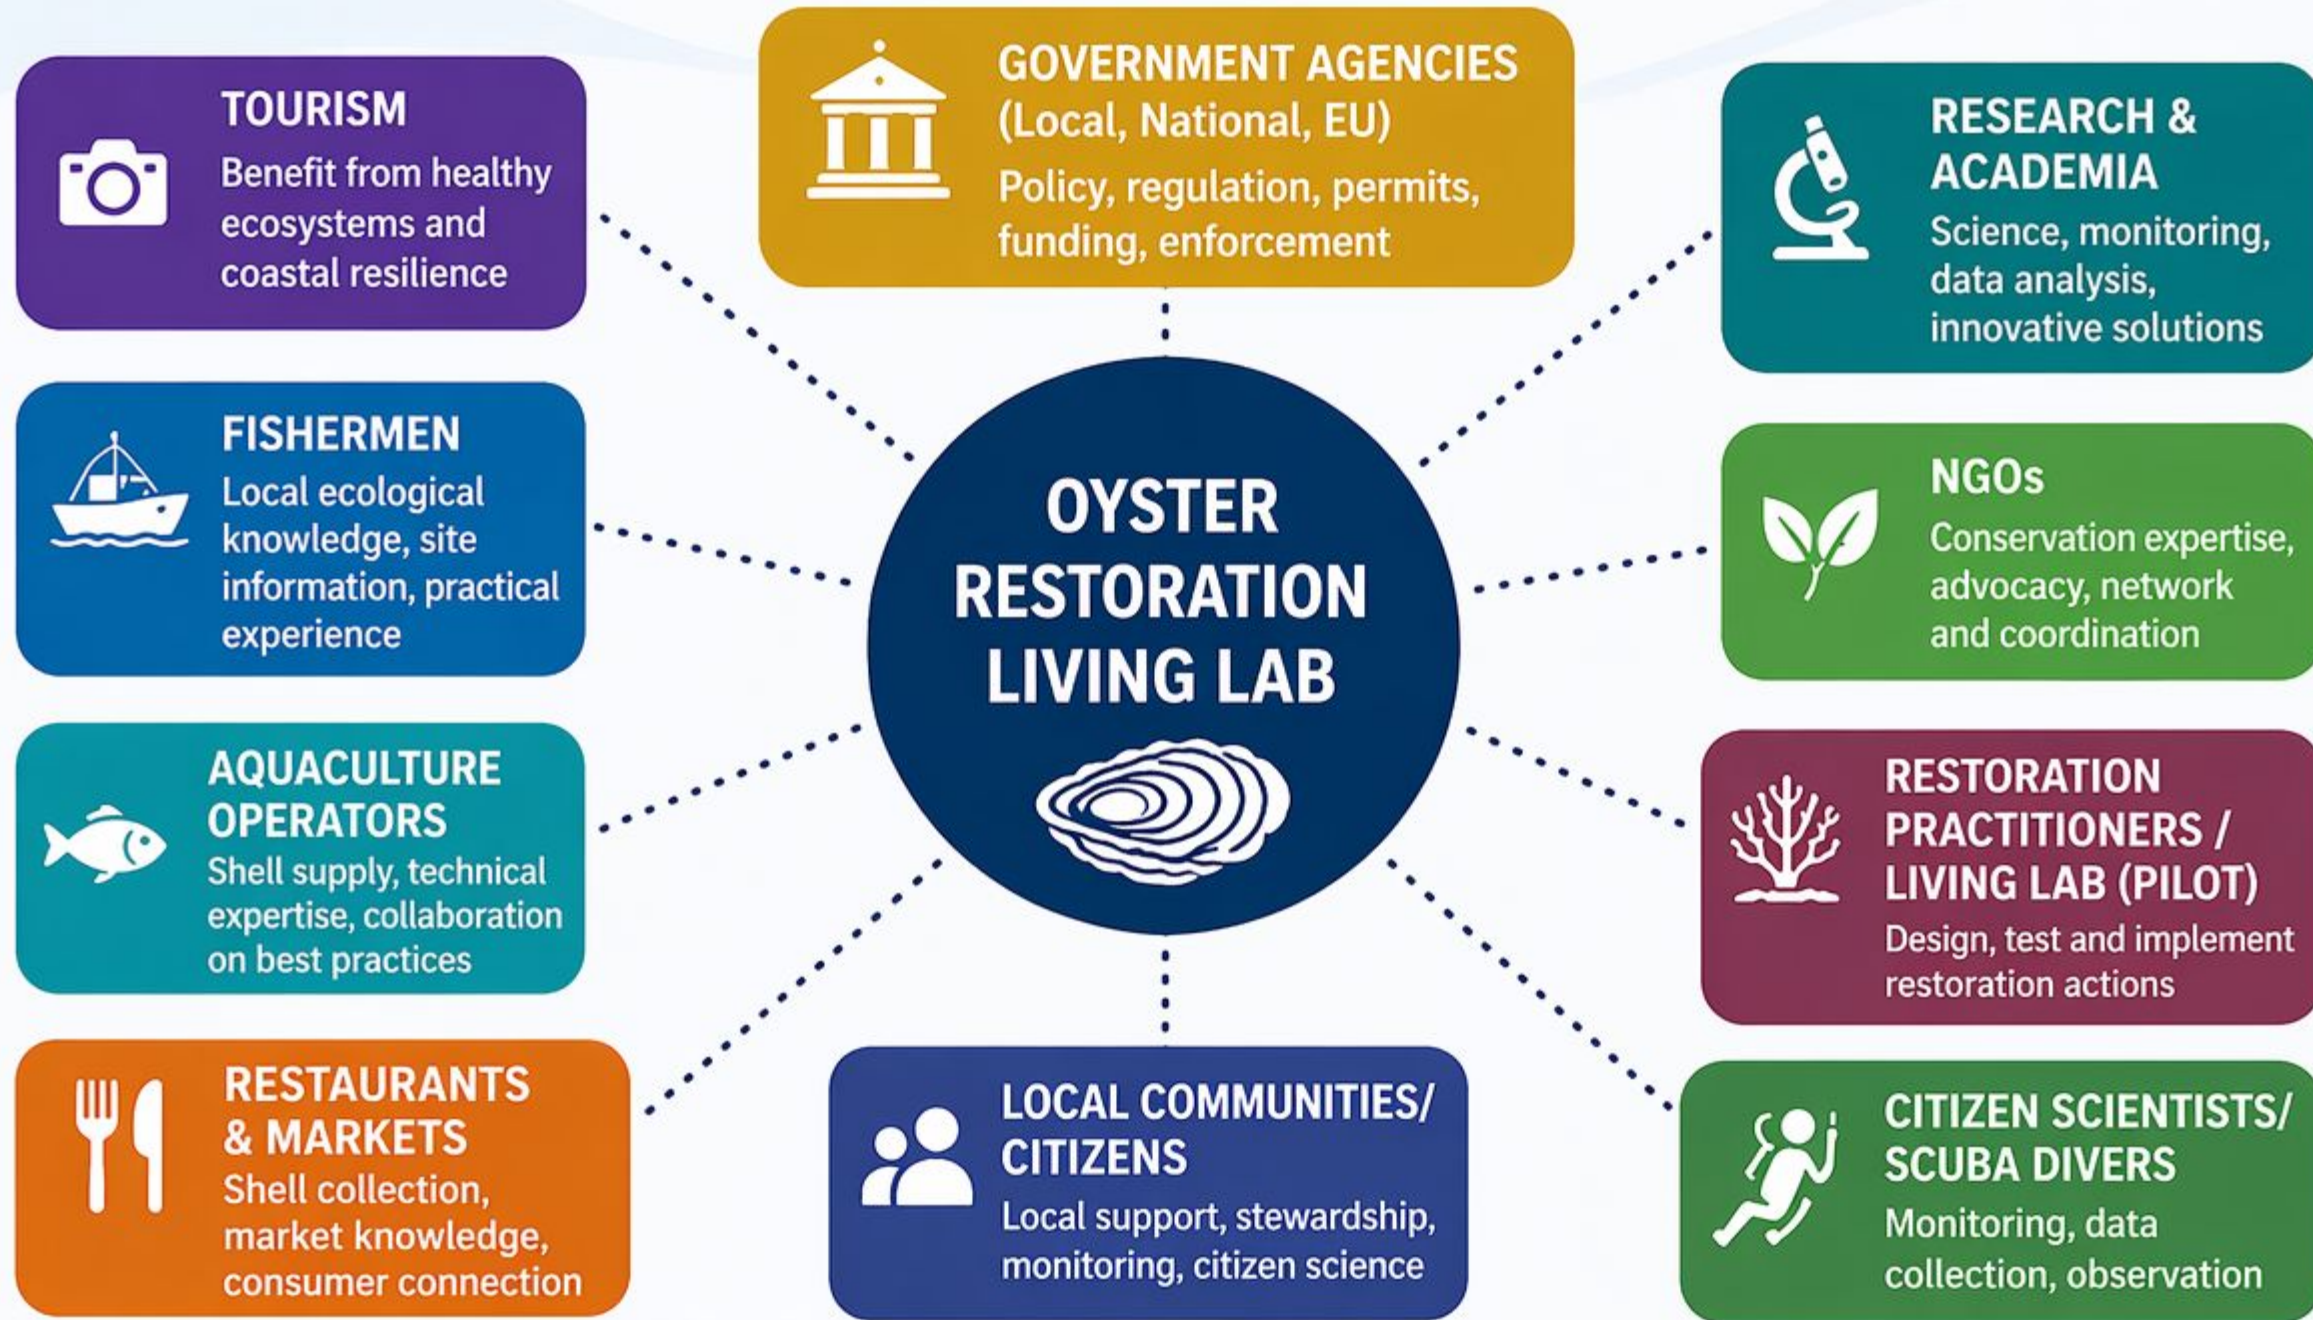 TOURISM
Benefit from healthy
ecosystems and
coastal resilience
GOVERNMENT AGENCIES
(Local, National, EU)
Policy, regulation, permits,
funding, enforcement
RESEARCH &
ACADEMIA
Science, monitoring,
data analysis,
innovative solutions
FISHERMEN
Local ecological
knowledge, site
information, practical
experience
OYSTER
RESTORATION
LIVING LAB
NGOs
Conservation expertise,
advocacy, network
and coordination
AQUACULTURE
OPERATORS
Shell supply, technical
expertise, collaboration
on best practices
RESTORATION
PRACTITIONERS /
LIVING LAB (PILOT)
Design, test and implement
restoration actions
RESTAURANTS
& MARKETS
Shell collection,
market knowledge,
consumer connection
LOCAL COMMUNITIES/
CITIZENS
Local support, stewardship,
monitoring, citizen science
CITIZEN SCIENTISTS/
SCUBA DIVERS
Monitoring, data
collection, observation